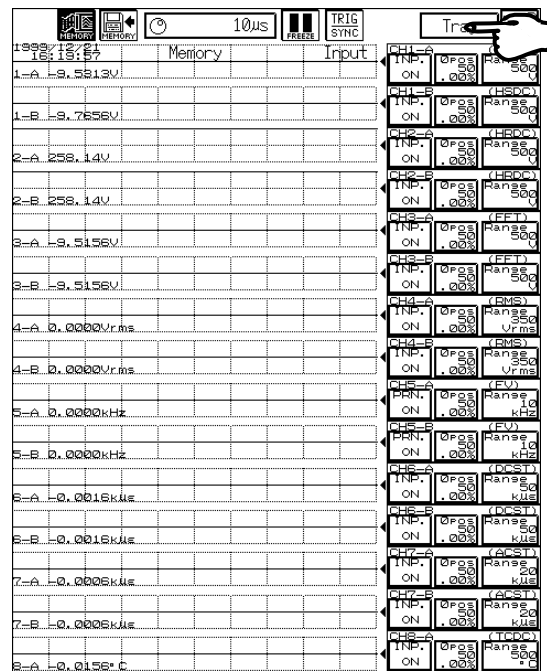 MEMORY MEMORY 10µs FREEZE TRIG SYNC
1999/12/21
16:19:57 Memory Input
1-A -9.5313V
1-B -9.7656V
2-A 258.14V
2-B 258.14V
3-A -9.5156V
3-B -9.5156V
4-A 0.0000Vrms
4-B 0.0000Vrms
5-A 0.0000kHz
5-B 0.0000kHz
6-A -0.0016kµε
6-B -0.0016kµε
7-A -0.0006kµε
7-B -0.0006kµε
8-A -0.0156°C
CH1-A
INP. ON 0pos 50 .00% 500 V
CH1-B (HSDC)
INP. ON 0pos 50 .00% Range 500 V
CH2-A (HRDC)
INP. ON 0pos 50 .00% Range 500 V
CH2-B (HRDC)
INP. ON 0pos 50 .00% Range 500 V
CH3-A (FFT)
INP. ON 0pos 50 .00% Range 500 V
CH3-B (FFT)
INP. ON 0pos 50 .00% Range 500 V
CH4-A (RMS)
INP. ON 0pos 50 .00% Range 350 Vrms
CH4-B (RMS)
INP. ON 0pos 50 .00% Range 350 Vrms
CH5-A (FV)
PRN. ON 0pos 50 .00% Range 10 kHz
CH5-B (FV)
PRN. ON 0pos 50 .00% Range 10 kHz
CH6-A (DCST)
INP. ON 0pos 50 .00% Range 50 kµε
CH6-B (DCST)
INP. ON 0pos 50 .00% Range 50 kµε
CH7-A (ACST)
INP. ON 0pos 50 .00% Range 20 kµε
CH7-B (ACST)
INP. ON 0pos 50 .00% Range 20 kµε
CH8-A (TCDC)
INP. ON 0pos 50 .00% Range 500 °C